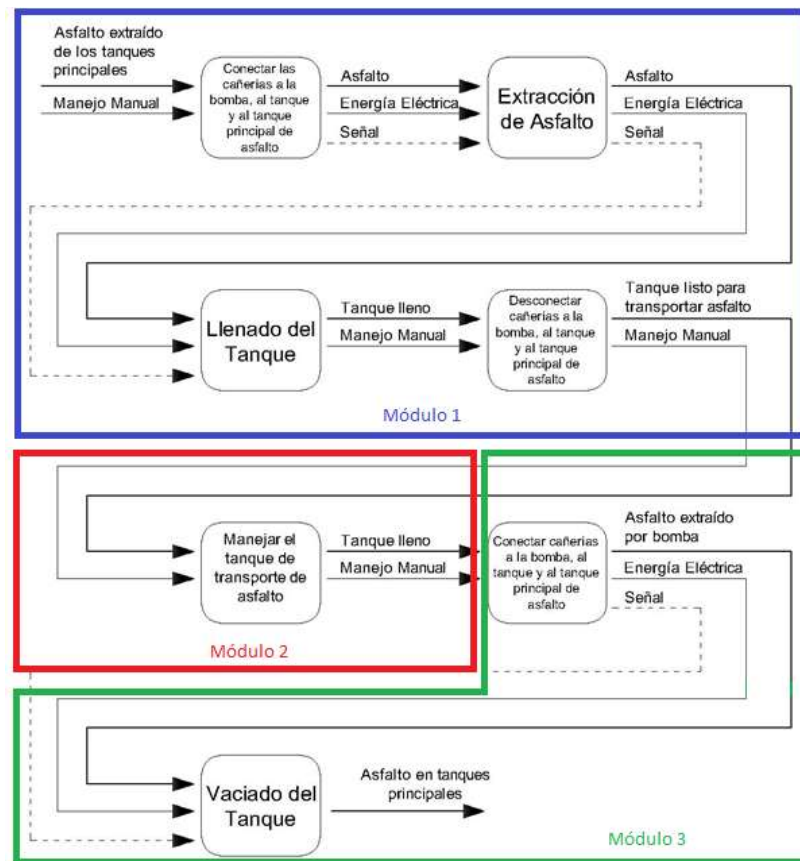 Asfalto extraído
de los tanques
principales
Manejo Manual
Conectar las
cañerias a la
bomba, al tanque
y al tanque
principal de
asfalto
Asfalto
Energía Eléctrica
Señal
Extracción
de Asfalto
Asfalto
Energía Eléctrica
Señal
Llenado del
Tanque
Tanque lleno
Manejo Manual
Desconectar
cañerias a la
bomba, al tanque
y al tanque
principal de
asfalto
Tanque listo para
transportar asfalto
Manejo Manual
Módulo 1
Manejar el
tanque de
transporte de
asfalto
Tanque lleno
Manejo Manual
Conectar cañerias
a la bomba, al
tanque y al tanque
principal de
asfalto
Asfalto extraído
por bomba
Energía Eléctrica
Señal
Módulo 2
Vaciado del
Tanque
Asfalto en tanques
principales
Módulo 3